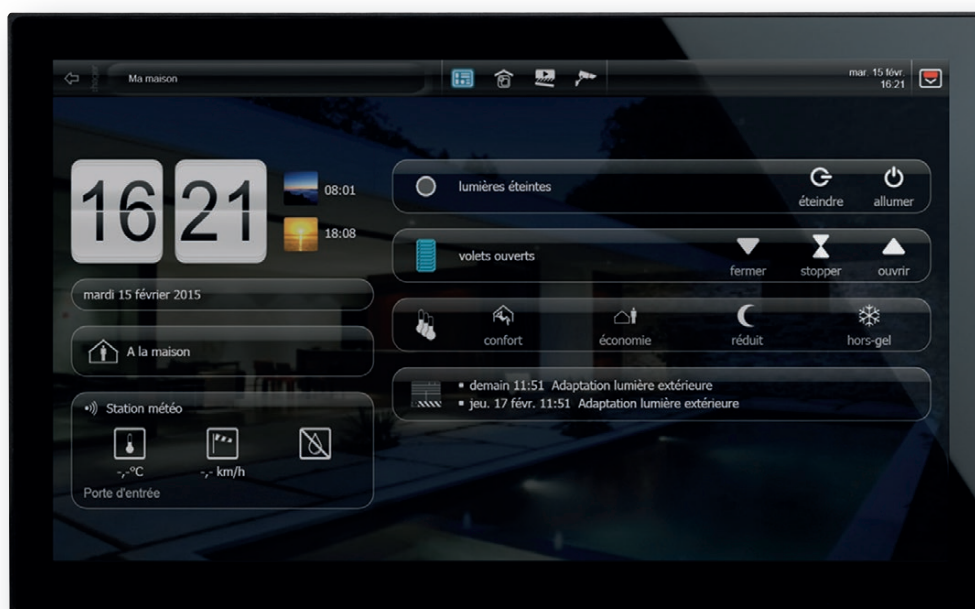 Ma maison
mar. 15 févr.
16:21
16 21
08:01
18:08
mardi 15 février 2015
A la maison
Station météo
-,-°C
-,- km/h
Porte d'entrée
lumières éteintes
éteindre
allumer
volets ouverts
fermer
stopper
ouvrir
confort
économie
réduit
hors-gel
demain 11:51 Adaptation lumière extérieure
jeu. 17 févr. 11:51 Adaptation lumière extérieure